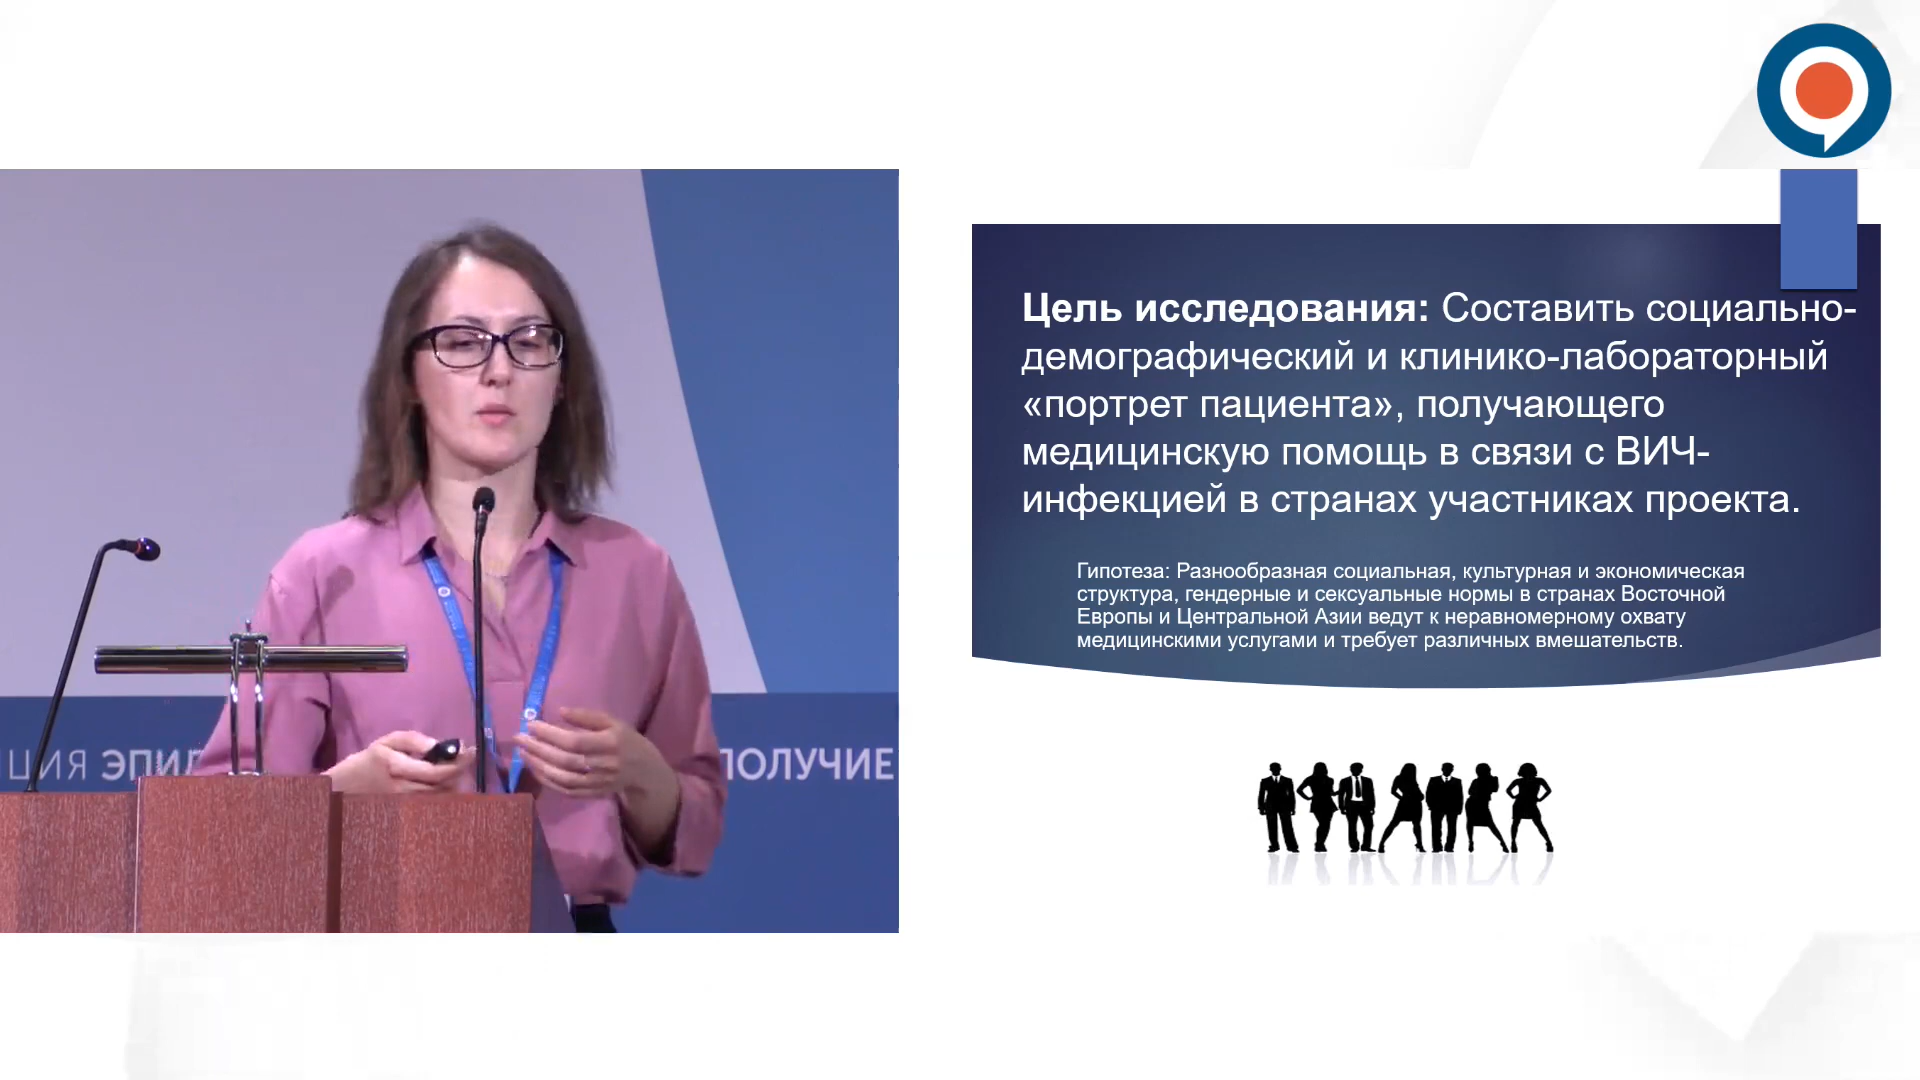 Цель исследования: Составить социально-
демографический и клинико-лабораторный
«портрет пациента», получающего
медицинскую помощь в связи с ВИЧ-
инфекцией в странах участниках проекта.
Гипотеза: Разнообразная социальная, культурная и экономическая
структура, гендерные и сексуальные нормы в странах Восточной
Европы и Центральной Азии ведут к неравномерному охвату
медицинскими услугами и требует различных вмешательств.
ЦИЯ ЭПИД ПОЛУЧИЕ